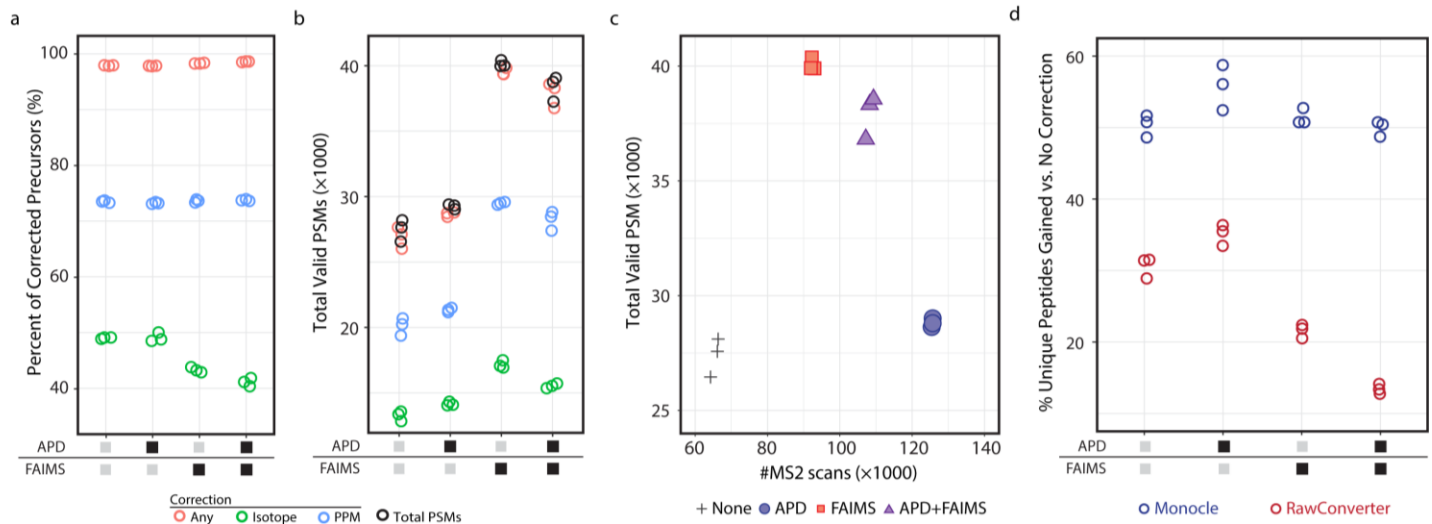 a
Percent of Corrected Precursors (%)
100
80
60
40
APD
FAIMS
Correction
Any Isotope PPM Total PSMs
b
Total Valid PSMs (×1000)
40
30
20
APD
FAIMS
c
Total Valid PSM (×1000)
40
35
30
25
60 80 100 120 140
#MS2 scans (×1000)
None APD FAIMS APD+FAIMS
d
% Unique Peptides Gained vs. No Correction
60
40
20
APD
FAIMS
Monocle RawConverter